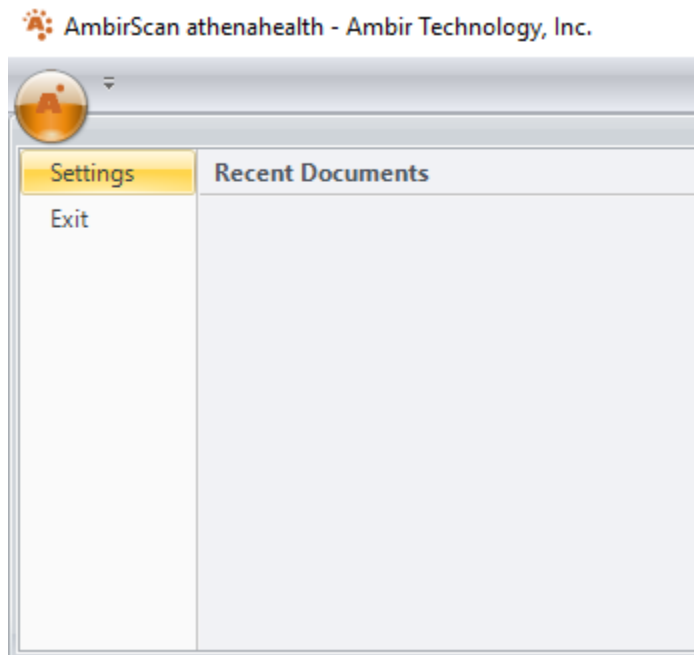 AmbirScan athenahealth - Ambir Technology, Inc.
Settings
Recent Documents
Exit